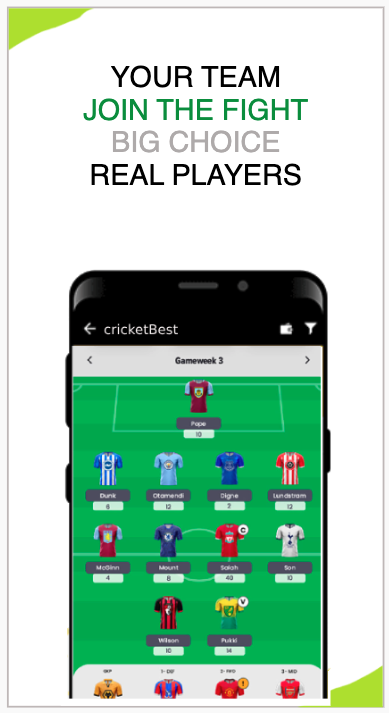 YOUR TEAM
JOIN THE FIGHT
BIG CHOICE
REAL PLAYERS
cricketBest
Gameweek 3
Pope
10
Dunk
6
Otamendi
12
Digne
2
Lundstram
12
McGinn
4
Mount
8
C
Salah
40
Son
10
Wilson
10
V
Pukki
14
GKP
1- DEF
2- MID
3- MID